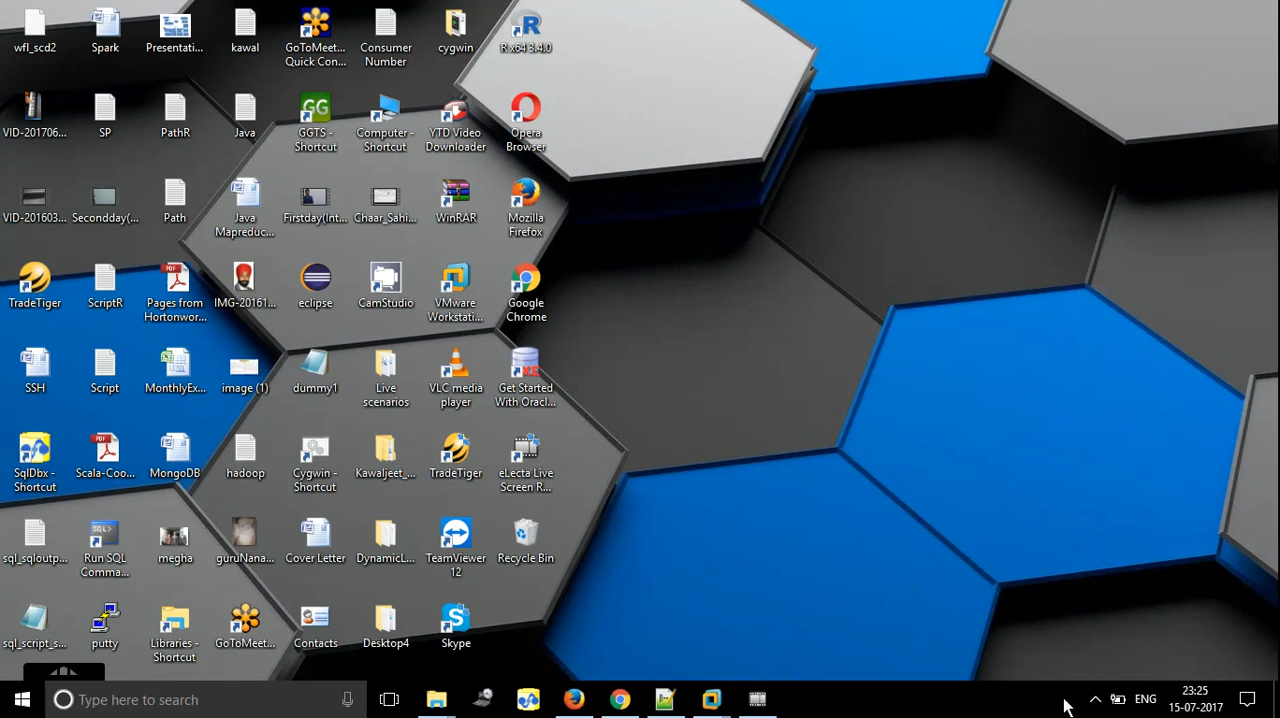 wfl_scd2
Spark
Presentati...
kawal
GoToMeet...
Quick Con...
Consumer
Number
cygwin
R x64 3.4.0
VID-201706...
SP
PathR
Java
GG
GGTS -
Shortcut
Computer -
Shortcut
YTD Video
Downloader
Opera
Browser
VID-201603...
Secondday(...
Path
Java
Mapreduc...
Firstday(Int...
Chaar_Sahi...
WinRAR
Mozilla
Firefox
TradeTiger
ScriptR
PDF
Pages from
Hortonwor...
IMG-20161...
eclipse
CamStudio
VMware
Workstati...
Google
Chrome
SSH
Script
MonthlyEx...
image (1)
dummy1
Live
scenarios
VLC media
player
Get Started
With Oracl...
SqlDbx -
Shortcut
PDF
Scala-Coo...
MongoDB
hadoop
Cygwin -
Shortcut
Kawaljeet_...
TradeTiger
eLecta Live
Screen R...
sql_sqloutp...
SQL>
Run SQL
Comma...
megha
guruNana...
Cover Letter
DynamicL...
TeamViewer
12
Recycle Bin
sql_script_s...
putty
Libraries -
Shortcut
GoToMeet...
Contacts
Desktop4
Skype
Type here to search
ENG
23:25
15-07-2017